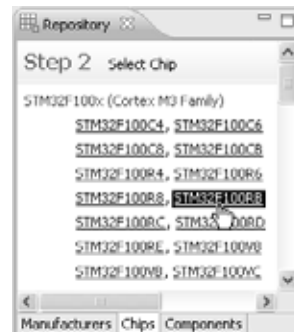 Repository
Step 2 Select Chip
STM32F100x (Cortex M3 Family)
STM32F100C4, STM32F100C6
STM32F100C8, STM32F100CB
STM32F100R4, STM32F100R6
STM32F100R8, STM32F100RB
STM32F100RC,
STM32F100RE, STM32F100V8
STM32F100VB, STM32F100VC
Manufacturers Chips Components